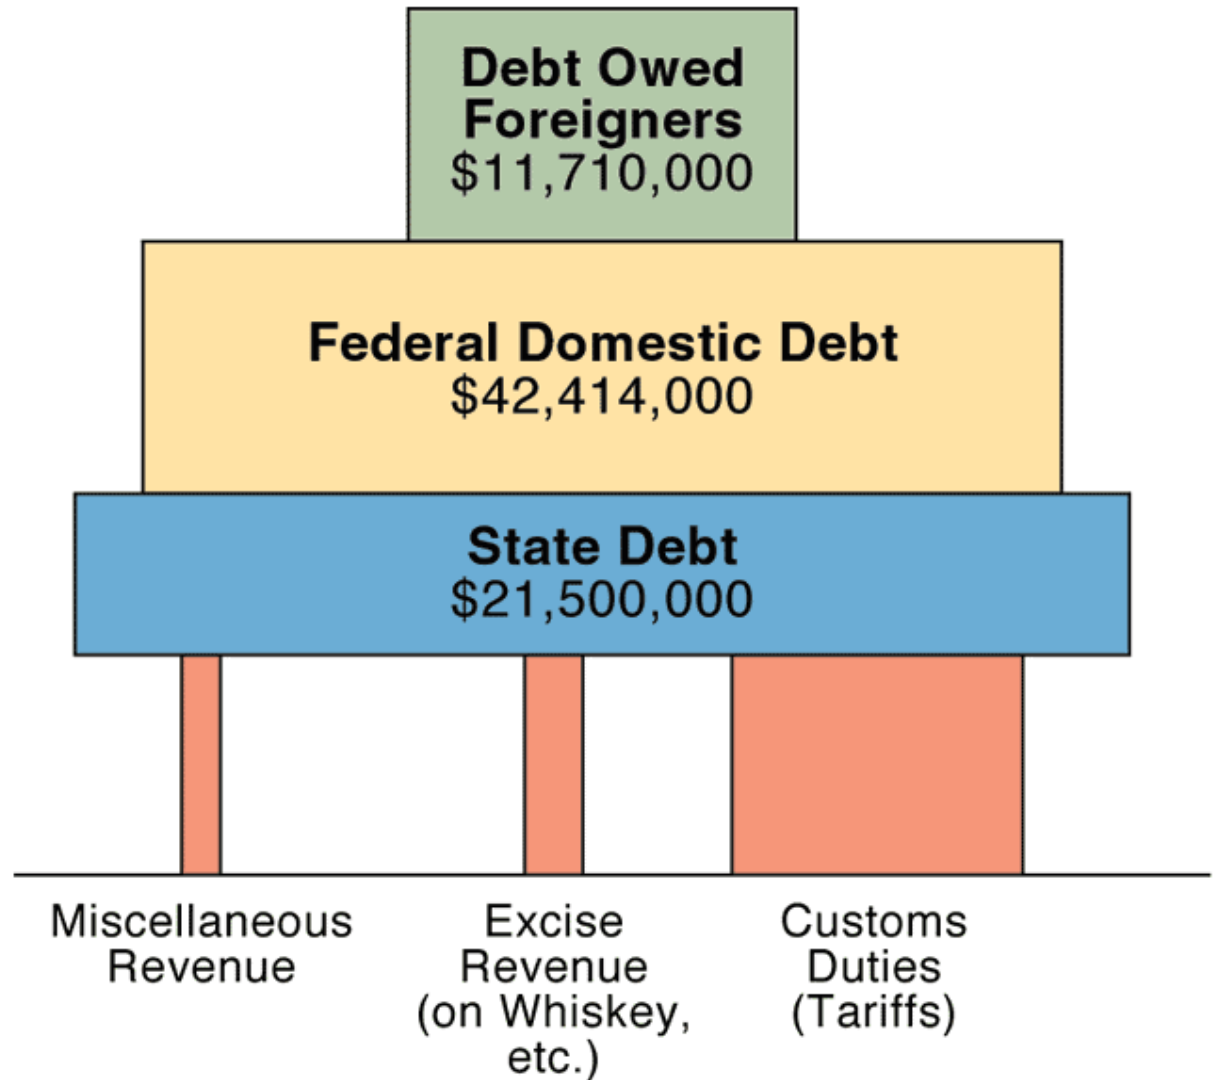 Debt Owed
Foreigners
$11,710,000
Federal Domestic Debt
$42,414,000
State Debt
$21,500,000
Miscellaneous
Revenue
Excise
Revenue
(on Whiskey,
etc.)
Customs
Duties
(Tariffs)